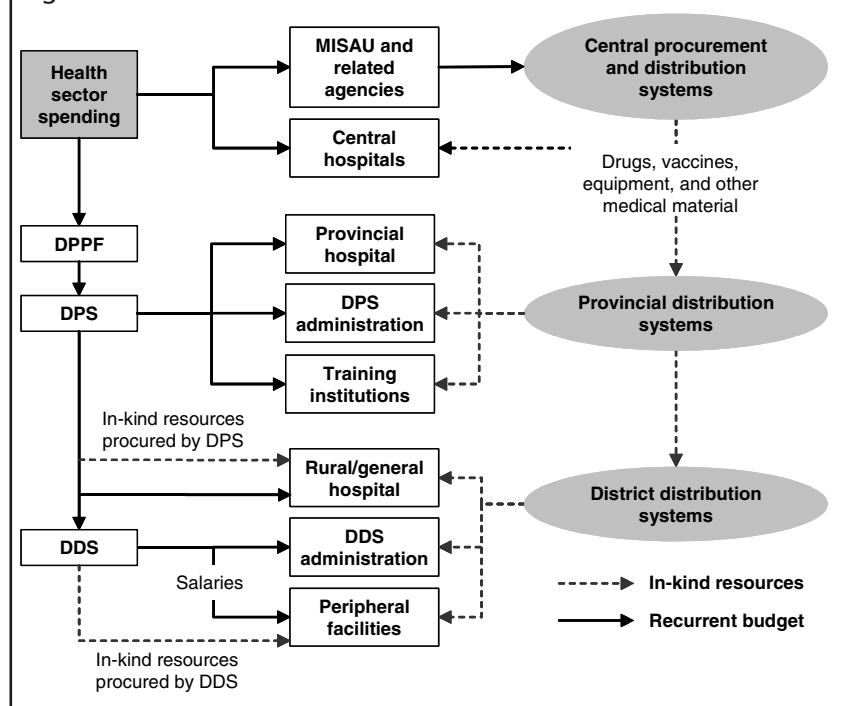 Health
sector
spending
MISAU and
related
agencies
Central procurement
and distribution
systems
Central
hospitals
Drugs, vaccines,
equipment, and other
medical material
DPPF
Provincial
hospital
DPS
DPS
administration
Provincial distribution
systems
Training
institutions
In-kind resources
procured by DPS
Rural/general
hospital
District distribution
systems
DDS
DDS
administration
Salaries
In-kind resources
Peripheral
facilities
Recurrent budget
In-kind resources
procured by DDS